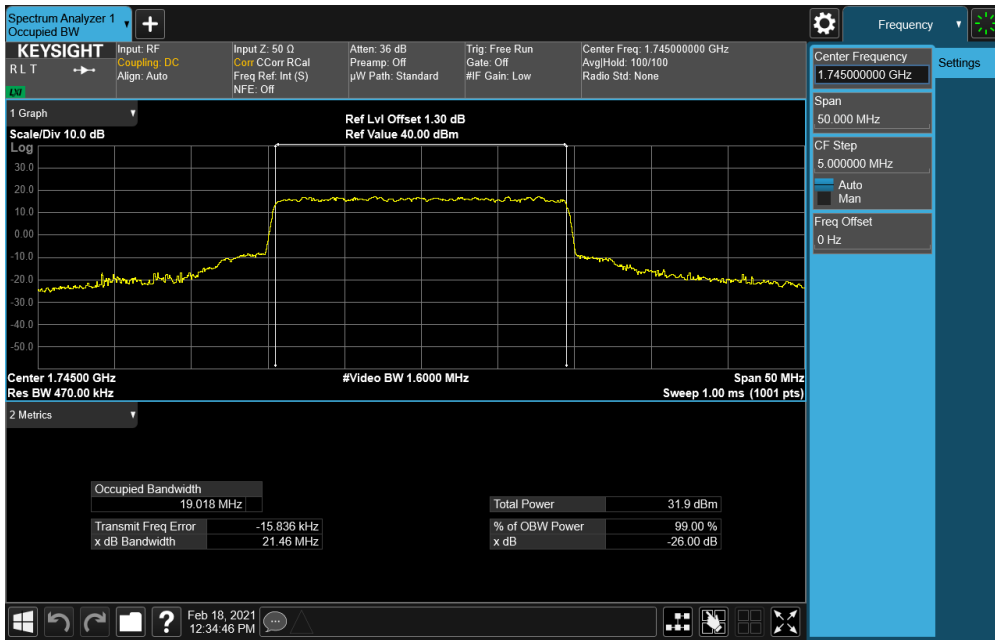 Spectrum Analyzer 1
Occupied BW
+
Frequency
KEYSIGHT
R L T
LXI
Input: RF
Coupling: DC
Align: Auto
Input Z: 50 Ω
Corr CCorr RCal
Freq Ref: Int (S)
NFE: Off
Atten: 36 dB
Preamp: Off
µW Path: Standard
Trig: Free Run
Gate: Off
#IF Gain: Low
Center Freq: 1.745000000 GHz
Avg|Hold: 100/100
Radio Std: None
Center Frequency
1.745000000 GHz
Settings
Span
50.000 MHz
CF Step
5.000000 MHz
Auto
Man
Freq Offset
0 Hz
1 Graph
Scale/Div 10.0 dB
Ref Lvl Offset 1.30 dB
Ref Value 40.00 dBm
Log
30.0
20.0
10.0
0.00
-10.0
-20.0
-30.0
-40.0
-50.0
Center 1.74500 GHz
#Video BW 1.6000 MHz
Span 50 MHz
Res BW 470.00 kHz
Sweep 1.00 ms (1001 pts)
2 Metrics
Occupied Bandwidth
19.018 MHz
Total Power 31.9 dBm
Transmit Freq Error -15.836 kHz
% of OBW Power 99.00 %
x dB Bandwidth 21.46 MHz
x dB -26.00 dB
?
Feb 18, 2021
12:34:46 PM